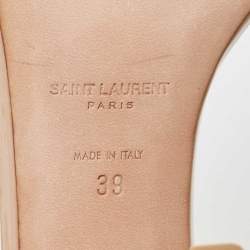 SAINT LAURENT
PARIS
MADE IN ITALY
39